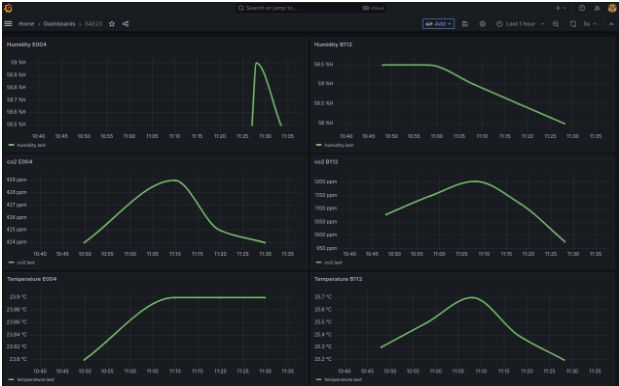 Search or jump to...
Home > Dashboards > SAE23
Add
Last 1 hour
5s
Humidity E004
59 %H
58.9 %H
58.8 %H
58.7 %H
58.6 %H
58.5 %H
10:40 10:45 10:50 10:55 11:00 11:05 11:10 11:15 11:20 11:25 11:30 11:35
humidity.last
Humidity B112
59.5 %H
59 %H
58.5 %H
58 %H
10:40 10:45 10:50 10:55 11:00 11:05 11:10 11:15 11:20 11:25 11:30 11:35
humidity.last
co2 E004
429 ppm
428 ppm
427 ppm
426 ppm
425 ppm
424 ppm
10:40 10:45 10:50 10:55 11:00 11:05 11:10 11:15 11:20 11:25 11:30 11:35
co2.last
co2 B112
1200 ppm
1150 ppm
1100 ppm
1050 ppm
1000 ppm
950 ppm
10:40 10:45 10:50 10:55 11:00 11:05 11:10 11:15 11:20 11:25 11:30 11:35
co2.last
Temperature E004
23.9 °C
23.88 °C
23.86 °C
23.84 °C
23.82 °C
23.8 °C
10:40 10:45 10:50 10:55 11:00 11:05 11:10 11:15 11:20 11:25 11:30 11:35
temperature.last
Temperature B112
25.7 °C
25.6 °C
25.5 °C
25.4 °C
25.3 °C
25.2 °C
10:40 10:45 10:50 10:55 11:00 11:05 11:10 11:15 11:20 11:25 11:30 11:35
temperature.last